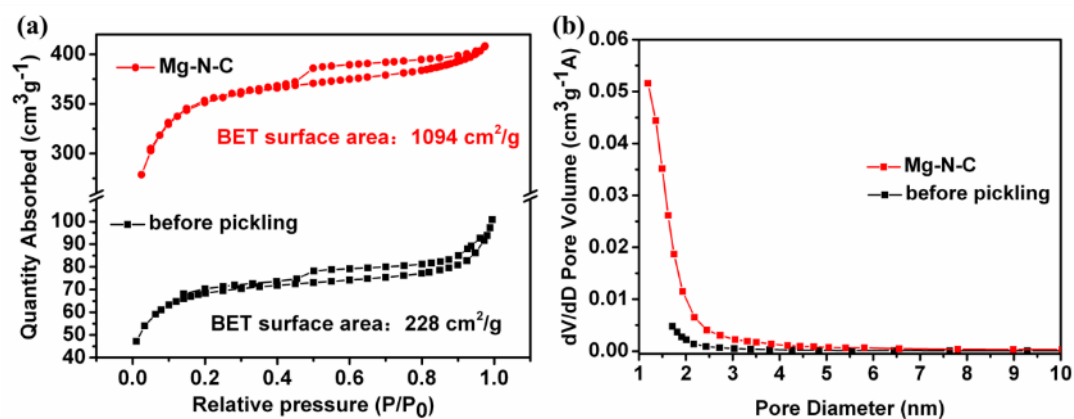 (a)
Quantity Absorbed (cm³g⁻¹)
400
350
300
100
90
80
70
60
50
40
Mg-N-C
BET surface area：1094 cm²/g
before pickling
BET surface area：228 cm²/g
0.0 0.2 0.4 0.6 0.8 1.0
Relative pressure (P/P₀)
(b)
dV/dD Pore Volume (cm³g⁻¹A)
0.06
0.05
0.04
0.03
0.02
0.01
0.00
Mg-N-C
before pickling
1 2 3 4 5 6 7 8 9 10
Pore Diameter (nm)